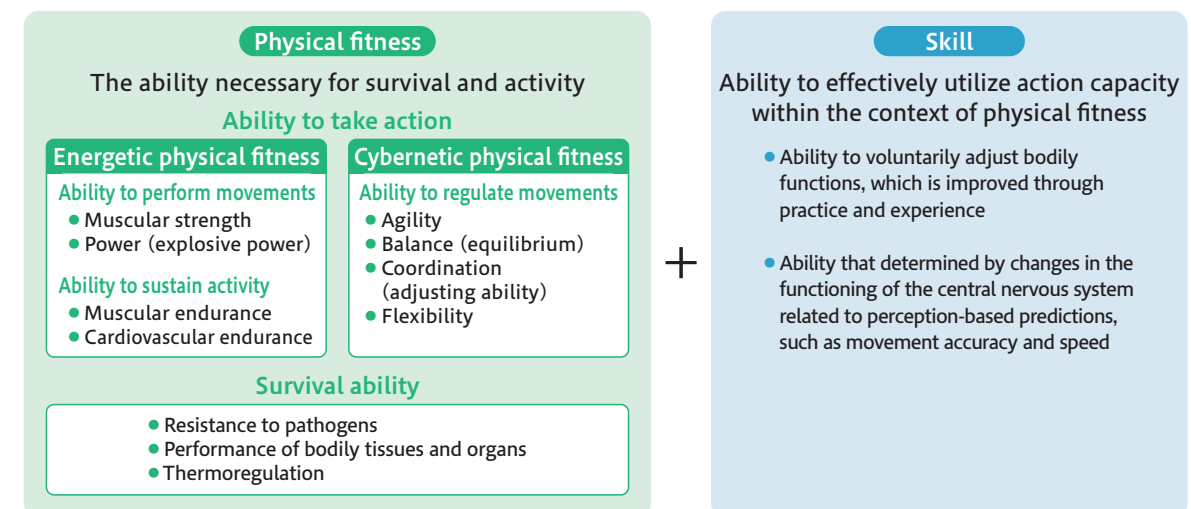 Physical fitness
The ability necessary for survival and activity
Ability to take action
Energetic physical fitness
Ability to perform movements
● Muscular strength
● Power (explosive power)
Ability to sustain activity
● Muscular endurance
● Cardiovascular endurance
Cybernetic physical fitness
Ability to regulate movements
● Agility
● Balance (equilibrium)
● Coordination
(adjusting ability)
● Flexibility
Survival ability
● Resistance to pathogens
● Performance of bodily tissues and organs
● Thermoregulation
+
Skill
Ability to effectively utilize action capacity
within the context of physical fitness
● Ability to voluntarily adjust bodily
functions, which is improved through
practice and experience
● Ability that determined by changes in the
functioning of the central nervous system
related to perception-based predictions,
such as movement accuracy and speed